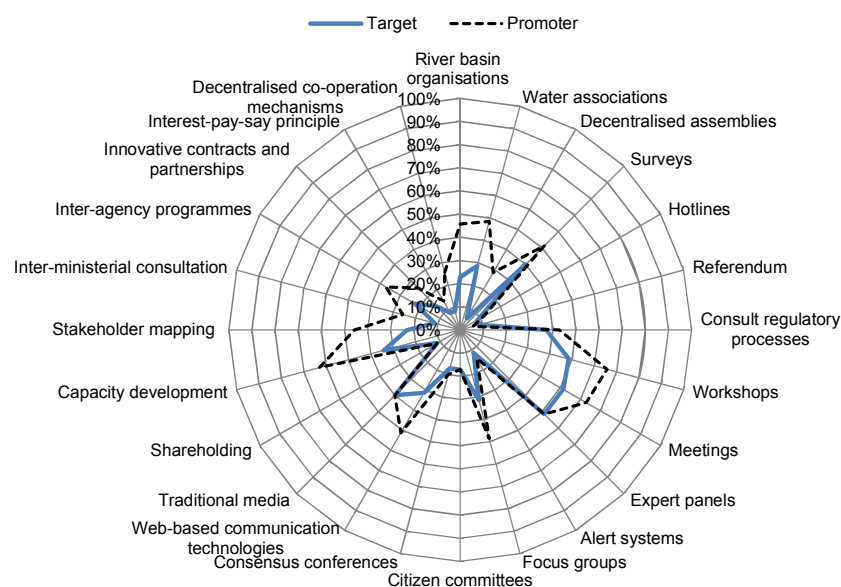 Target
Promoter
River basin
organisations
Decentralised co-operation
mechanisms
Water associations
Interest-pay-say principle
Decentralised assemblies
Innovative contracts and
partnerships
Surveys
Inter-agency programmes
Hotlines
Inter-ministerial consultation
Referendum
Stakeholder mapping
Consult regulatory
processes
Capacity development
Workshops
Shareholding
Meetings
Traditional media
Expert panels
Web-based communication
technologies
Alert systems
Consensus conferences
Focus groups
Citizen committees
100%
90%
80%
70%
60%
50%
40%
30%
20%
10%
0%